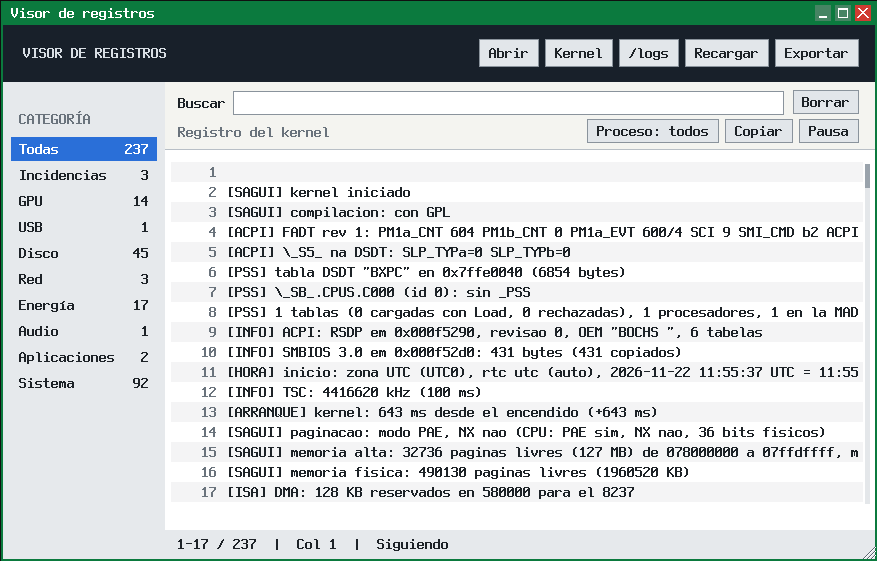 Visor de registros
VISOR DE REGISTROS
Abrir
Kernel
/logs
Recargar
Exportar
CATEGORÍA
Todas 237
Incidencias 3
GPU 14
USB 1
Disco 45
Red 3
Energía 17
Audio 1
Aplicaciones 2
Sistema 92
Buscar
Borrar
Registro del kernel
Proceso: todos
Copiar
Pausa
1
2 [SAGUI] kernel iniciado
3 [SAGUI] compilacion: con GPL
4 [ACPI] FADT rev 1: PM1a_CNT 604 PM1b_CNT 0 PM1a_EVT 600/4 SCI 9 SMI_CMD b2 ACPI
5 [ACPI] \_S5_ na DSDT: SLP_TYPa=0 SLP_TYPb=0
6 [PSS] tabla DSDT "BXPC" en 0x7ffe0040 (6854 bytes)
7 [PSS] \_SB_.CPUS.C000 (id 0): sin _PSS
8 [PSS] 1 tablas (0 cargadas con Load, 0 rechazadas), 1 procesadores, 1 en la MAD
9 [INFO] ACPI: RSDP em 0x000f5290, revisao 0, OEM "BOCHS ", 6 tabelas
10 [INFO] SMBIOS 3.0 em 0x000f52d0: 431 bytes (431 copiados)
11 [HORA] inicio: zona UTC (UTC0), rtc utc (auto), 2026-11-22 11:55:37 UTC = 11:55
12 [INFO] TSC: 4416620 kHz (100 ms)
13 [ARRANQUE] kernel: 643 ms desde el encendido (+643 ms)
14 [SAGUI] paginacao: modo PAE, NX nao (CPU: PAE sim, NX nao, 36 bits fisicos)
15 [SAGUI] memoria alta: 32736 paginas livres (127 MB) de 078000000 a 07ffdffff, m
16 [SAGUI] memoria fisica: 490130 paginas livres (1960520 KB)
17 [ISA] DMA: 128 KB reservados en 580000 para el 8237
1-17 / 237 | Col 1 | Siguiendo